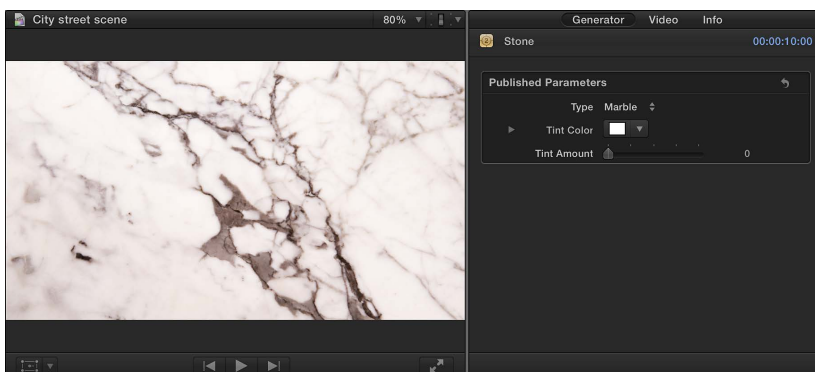 City street scene
80%
Generator Video Info
Stone 00:00:10:00
Published Parameters
Type Marble
Tint Color
Tint Amount 0